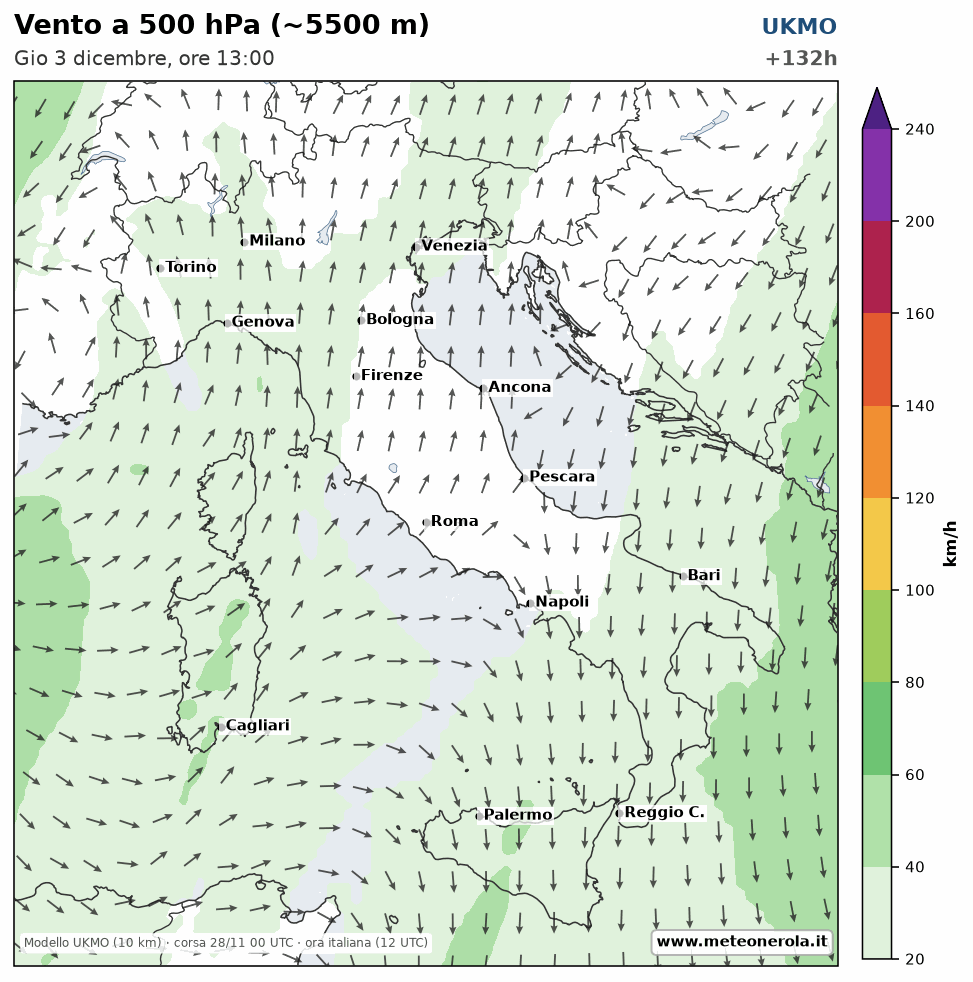 Vento a 500 hPa (~5500 m)
UKMO
Gio 3 dicembre, ore 13:00
+132h
Milano
Venezia
Torino
Genova
Bologna
Firenze
Ancona
Pescara
Roma
Bari
Napoli
Cagliari
Palermo
Reggio C.
240
200
160
140
120
100
80
60
40
20
km/h
Modello UKMO (10 km) · corsa 28/11 00 UTC · ora italiana (12 UTC)
www.meteonerola.it